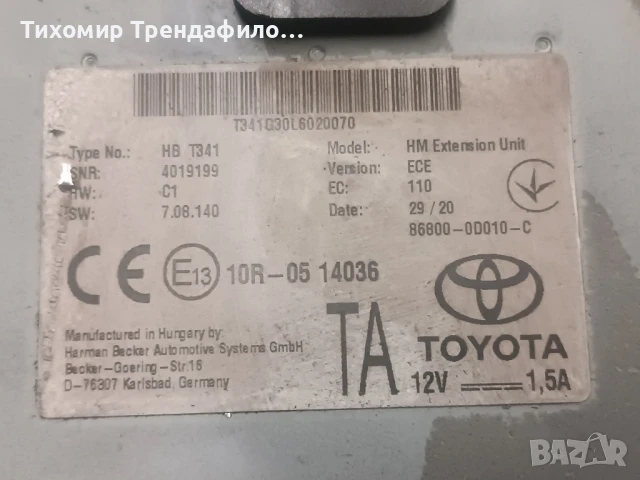 Тихомир Трендафило...
T341G30L6020070
Type No.: HB T341
SNR: 4019199
HW: C1
SW: 7.08.140
Model: HM Extension Unit
Version: ECE
EC: 110
Date: 29 / 20
86800-0D010-C
CE E13 10R-05 14036
Manufactured in Hungary by:
Harman Becker Automotive Systems GmbH
Becker-Goering-Str.16
D-76307 Karlsbad, Germany
TA
TOYOTA
12V 1,5A
BAZAR